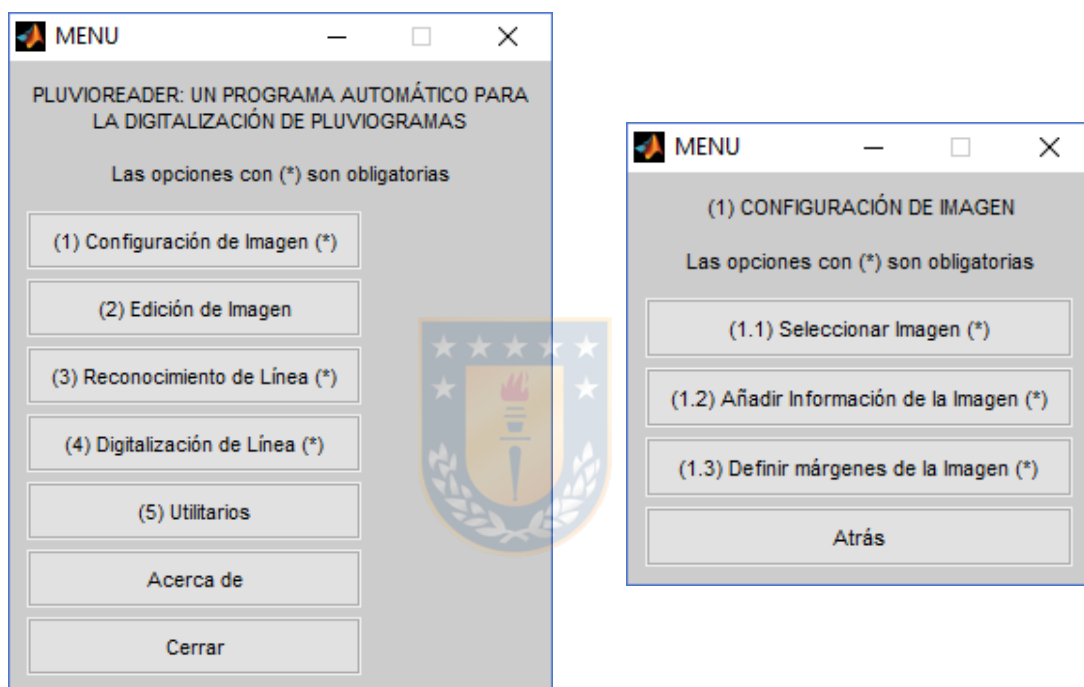 MENU
PLUVIOREADER: UN PROGRAMA AUTOMÁTICO PARA
LA DIGITALIZACIÓN DE PLUVIOGRAMAS
Las opciones con (*) son obligatorias
(1) Configuración de Imagen (*)
(2) Edición de Imagen
(3) Reconocimiento de Línea (*)
(4) Digitalización de Línea (*)
(5) Utilitarios
Acerca de
Cerrar
MENU
(1) CONFIGURACIÓN DE IMAGEN
Las opciones con (*) son obligatorias
(1.1) Seleccionar Imagen (*)
(1.2) Añadir Información de la Imagen (*)
(1.3) Definir márgenes de la Imagen (*)
Atrás